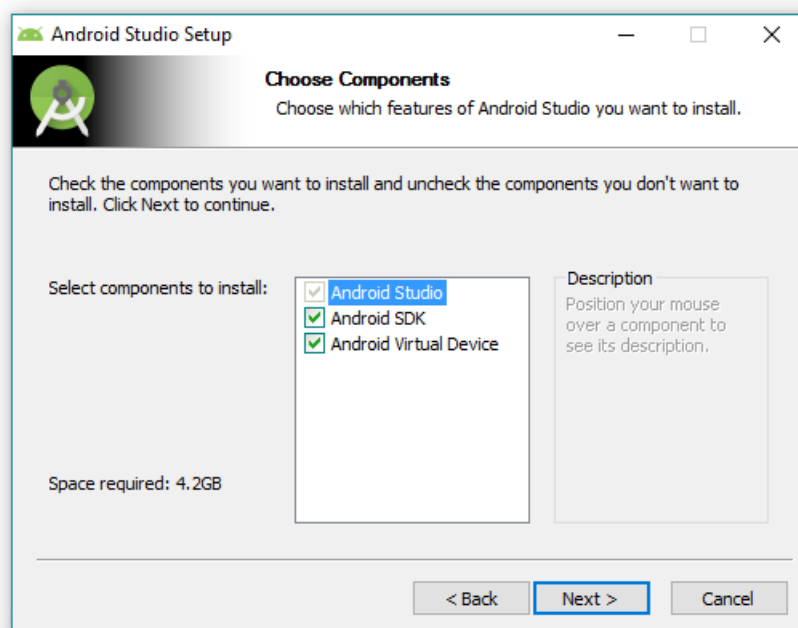 Android Studio Setup
Choose Components
Choose which features of Android Studio you want to install.
Check the components you want to install and uncheck the components you don't want to
install. Click Next to continue.
Select components to install:
Android Studio
Android SDK
Android Virtual Device
Description
Position your mouse
over a component to
see its description.
Space required: 4.2GB
< Back
Next >
Cancel